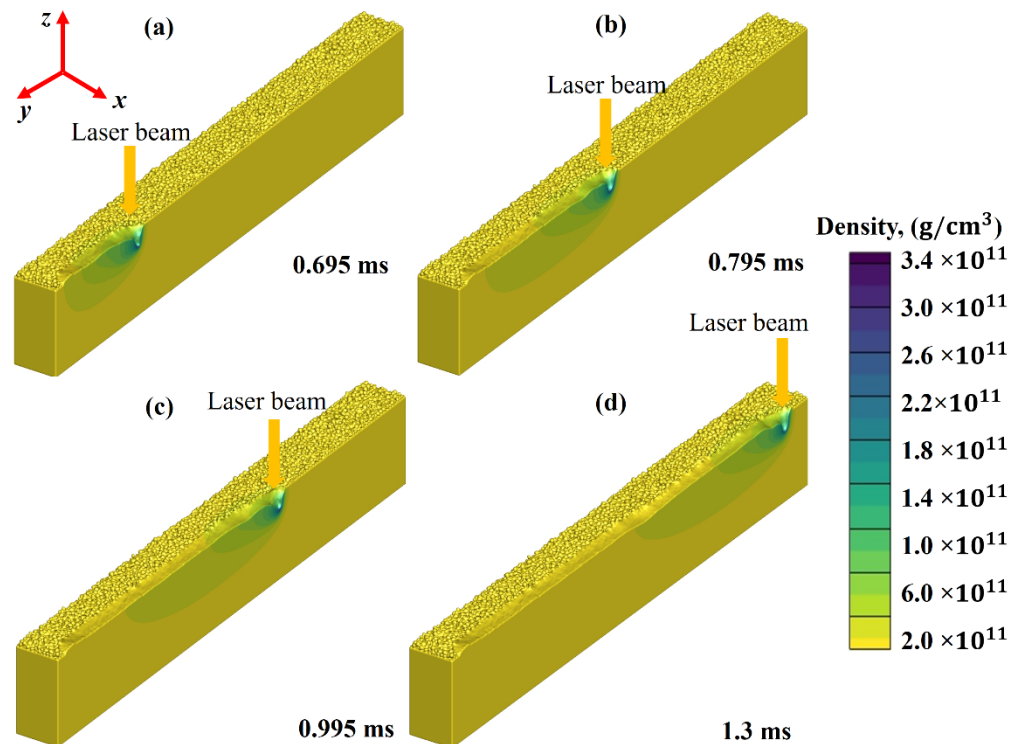 z
y
x
(a)
Laser beam
0.695 ms
(b)
Laser beam
0.795 ms
(c)
Laser beam
0.995 ms
(d)
Laser beam
1.3 ms
Density, (g/cm³)
3.4 ×10¹¹
3.0 ×10¹¹
2.6 ×10¹¹
2.2×10¹¹
1.8 ×10¹¹
1.4 ×10¹¹
1.0 ×10¹¹
6.0 ×10¹¹
2.0 ×10¹¹